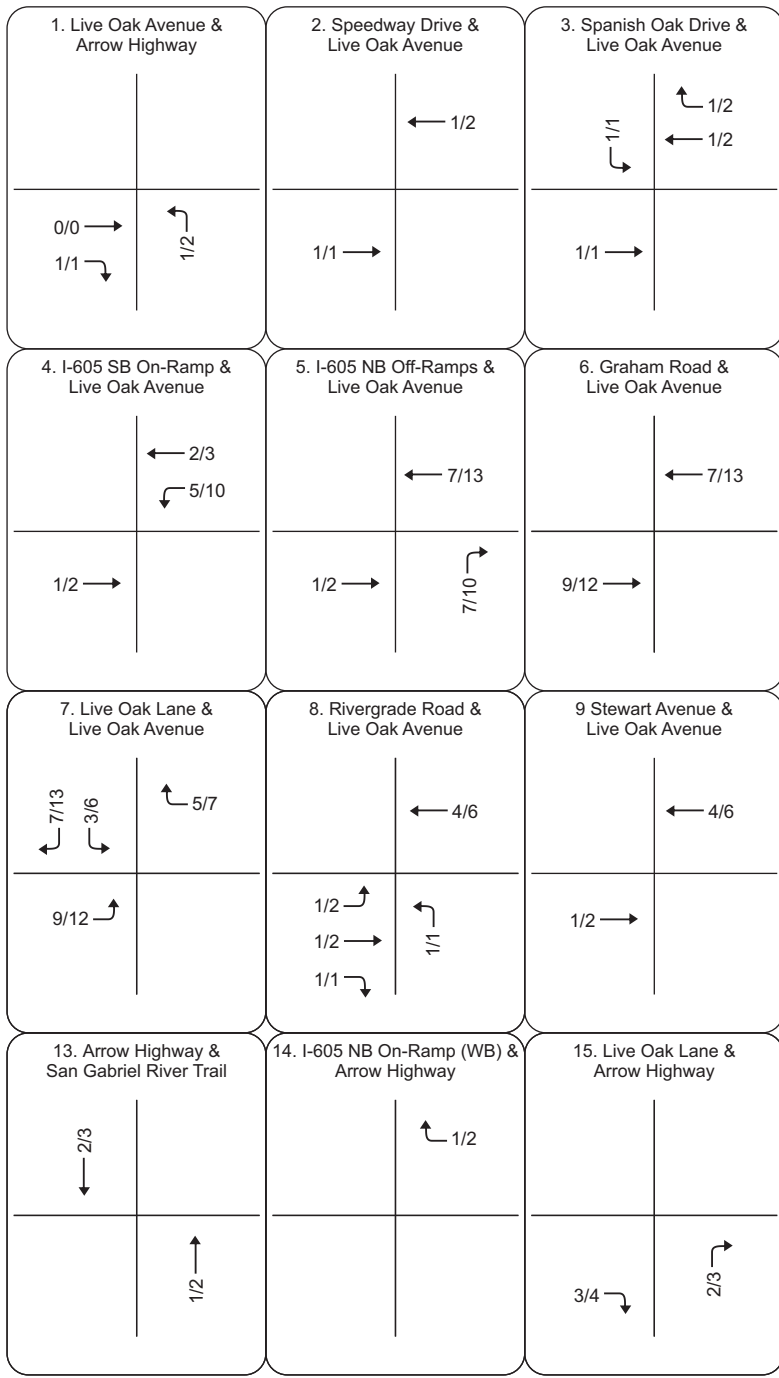 1. Live Oak Avenue &
Arrow Highway
0/0
1/1
1/2
2. Speedway Drive &
Live Oak Avenue
1/2
1/1
3. Spanish Oak Drive &
Live Oak Avenue
1/1
1/2
1/2
1/1
4. I-605 SB On-Ramp &
Live Oak Avenue
2/3
5/10
1/2
5. I-605 NB Off-Ramps &
Live Oak Avenue
7/13
1/2
7/10
6. Graham Road &
Live Oak Avenue
7/13
9/12
7. Live Oak Lane &
Live Oak Avenue
7/13
3/6
5/7
9/12
8. Rivergrade Road &
Live Oak Avenue
4/6
1/2
1/2
1/1
1/1
9 Stewart Avenue &
Live Oak Avenue
4/6
1/2
13. Arrow Highway &
San Gabriel River Trail
2/3
1/2
14. I-605 NB On-Ramp (WB) &
Arrow Highway
1/2
15. Live Oak Lane &
Arrow Highway
3/4
2/3